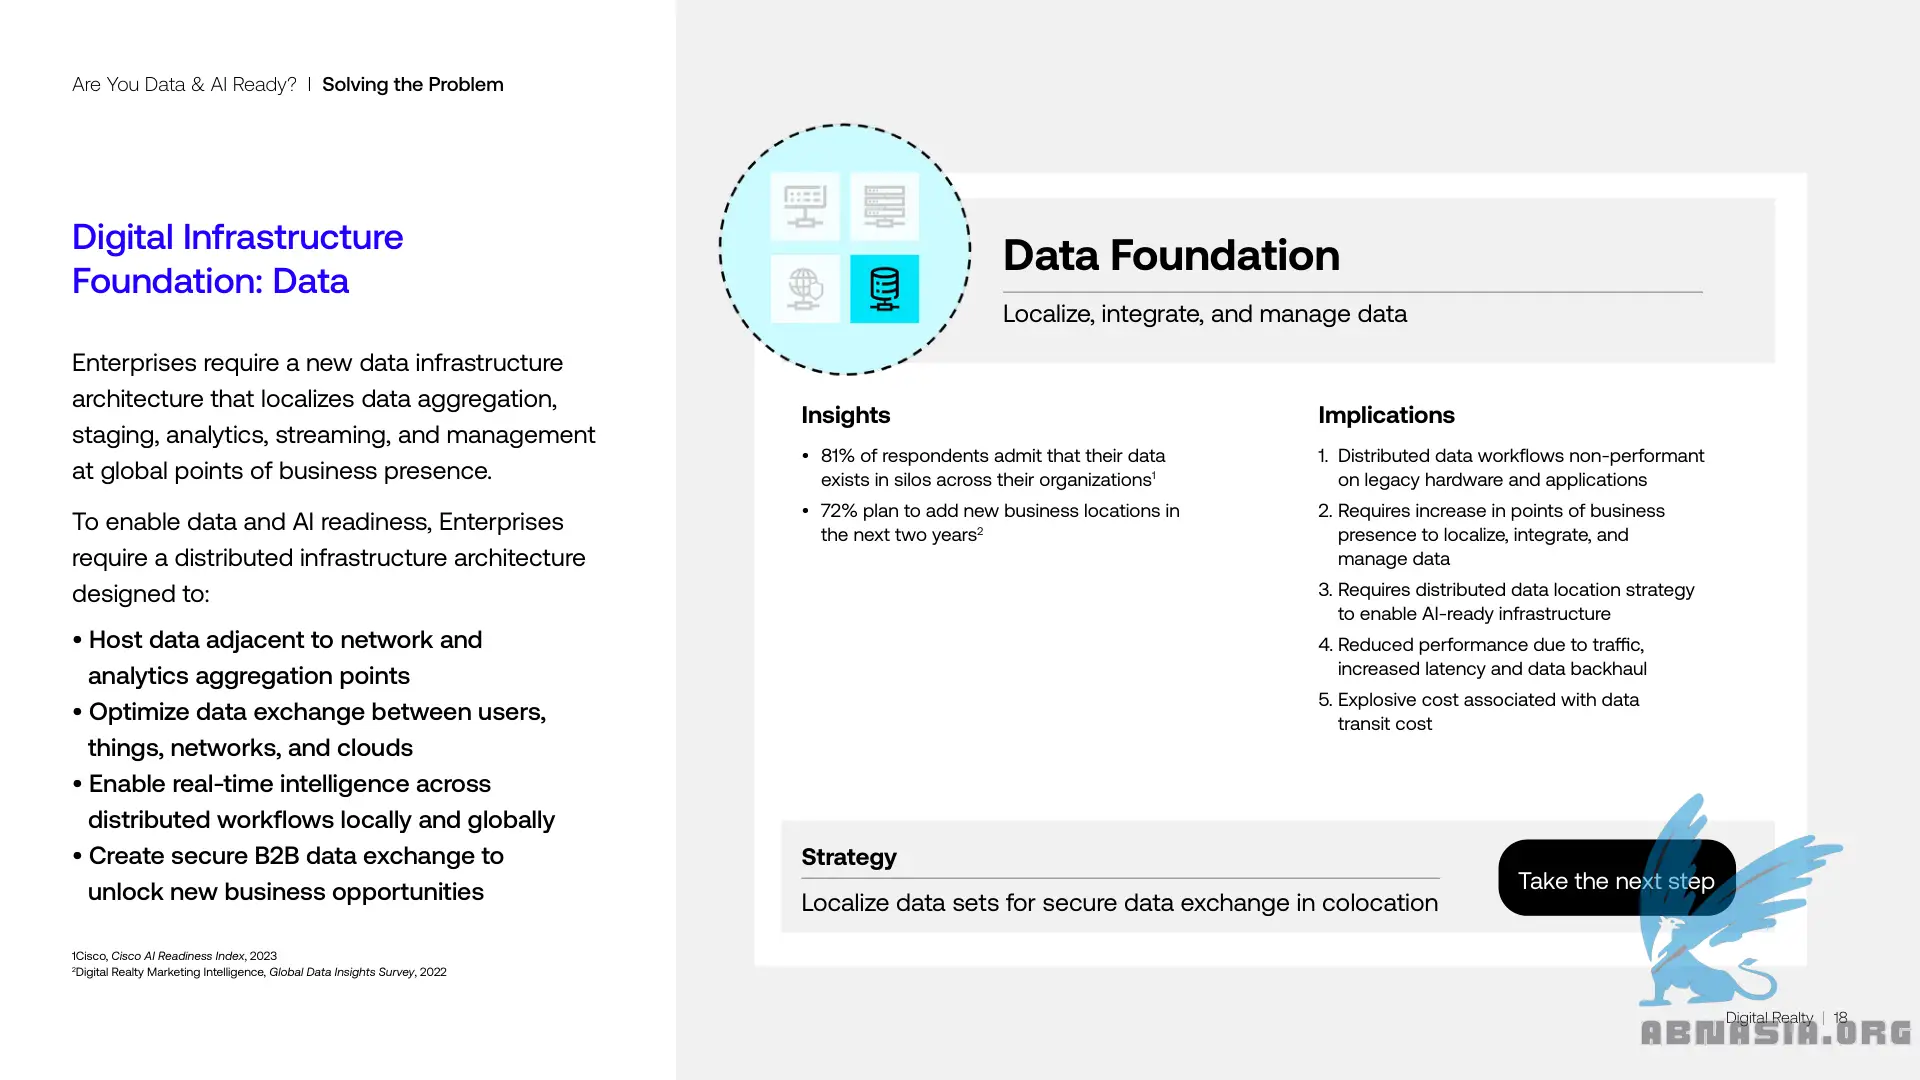 Are You Data & AI Ready? | Solving the Problem
Digital Infrastructure
Foundation: Data
Enterprises require a new data infrastructure
architecture that localizes data aggregation,
staging, analytics, streaming, and management
at global points of business presence.
To enable data and AI readiness, Enterprises
require a distributed infrastructure architecture
designed to:
• Host data adjacent to network and
analytics aggregation points
• Optimize data exchange between users,
things, networks, and clouds
• Enable real-time intelligence across
distributed workflows locally and globally
• Create secure B2B data exchange to
unlock new business opportunities
1Cisco, Cisco AI Readiness Index, 2023
²Digital Realty Marketing Intelligence, Global Data Insights Survey, 2022
Data Foundation
Localize, integrate, and manage data
Insights
• 81% of respondents admit that their data
exists in silos across their organizations¹
• 72% plan to add new business locations in
the next two years²
Implications
1. Distributed data workflows non-performant
on legacy hardware and applications
2. Requires increase in points of business
presence to localize, integrate, and
manage data
3. Requires distributed data location strategy
to enable AI-ready infrastructure
4. Reduced performance due to traffic,
increased latency and data backhaul
5. Explosive cost associated with data
transit cost
Strategy
Localize data sets for secure data exchange in colocation
Take the next step
Digital Realty | 18
ABNASIA.ORG